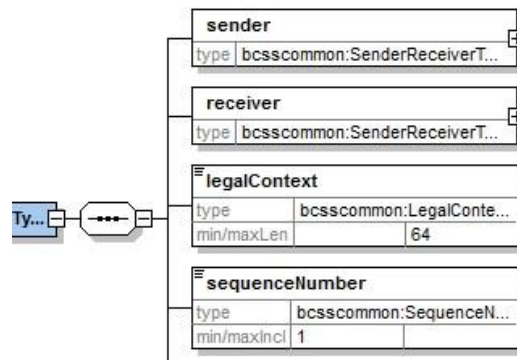 sender
type bcsscommon:SenderReceiverT...
receiver
type bcsscommon:SenderReceiverT...
legalContext
type bcsscommon:LegalConte...
min/maxLen 64
Ty...
sequenceNumber
type bcsscommon:SequenceN...
min/maxIncl 1